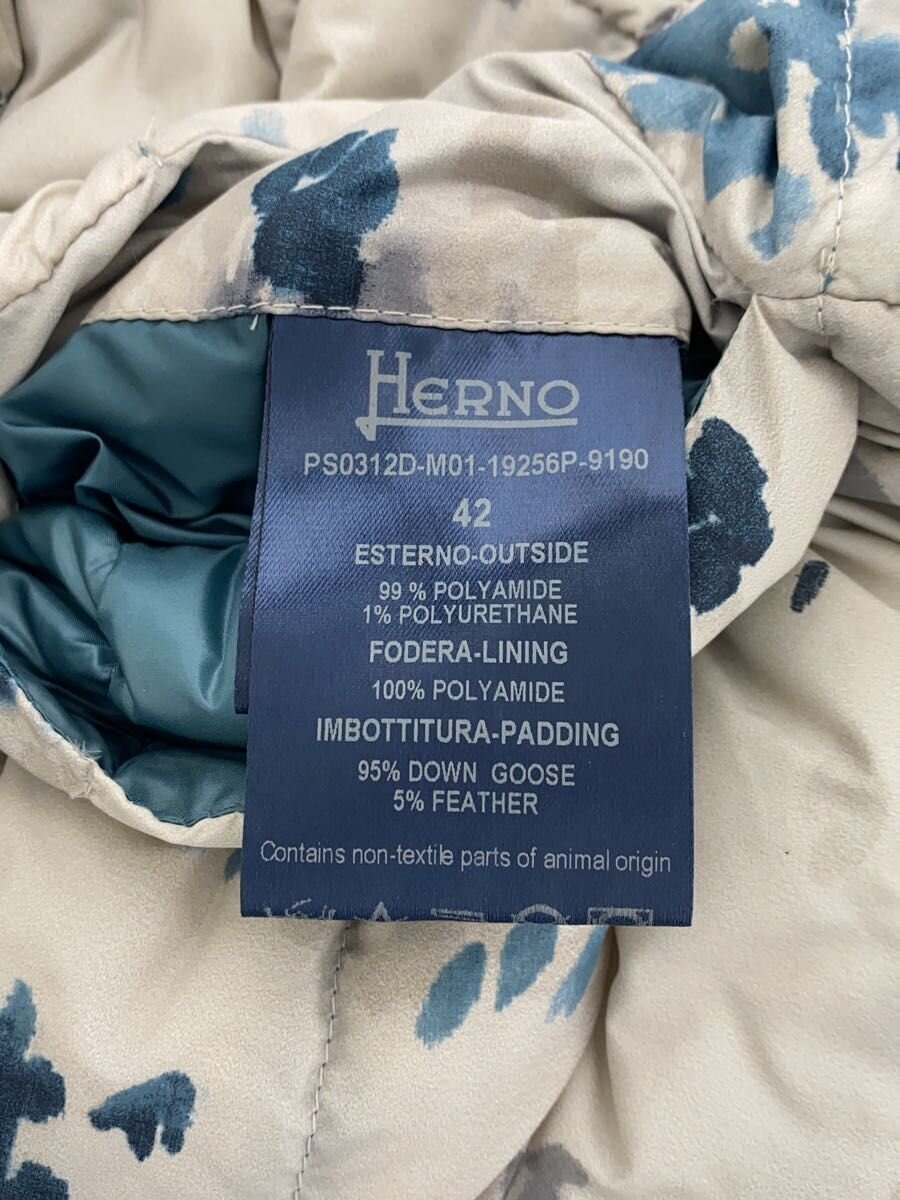 HERNO
PS0312D-M01-19256P-9190
42
ESTERNO-OUTSIDE
99 % POLYAMIDE
1% POLYURETHANE
FODERA-LINING
100% POLYAMIDE
IMBOTTITURA-PADDING
95% DOWN GOOSE
5% FEATHER
Contains non-textile parts of animal origin